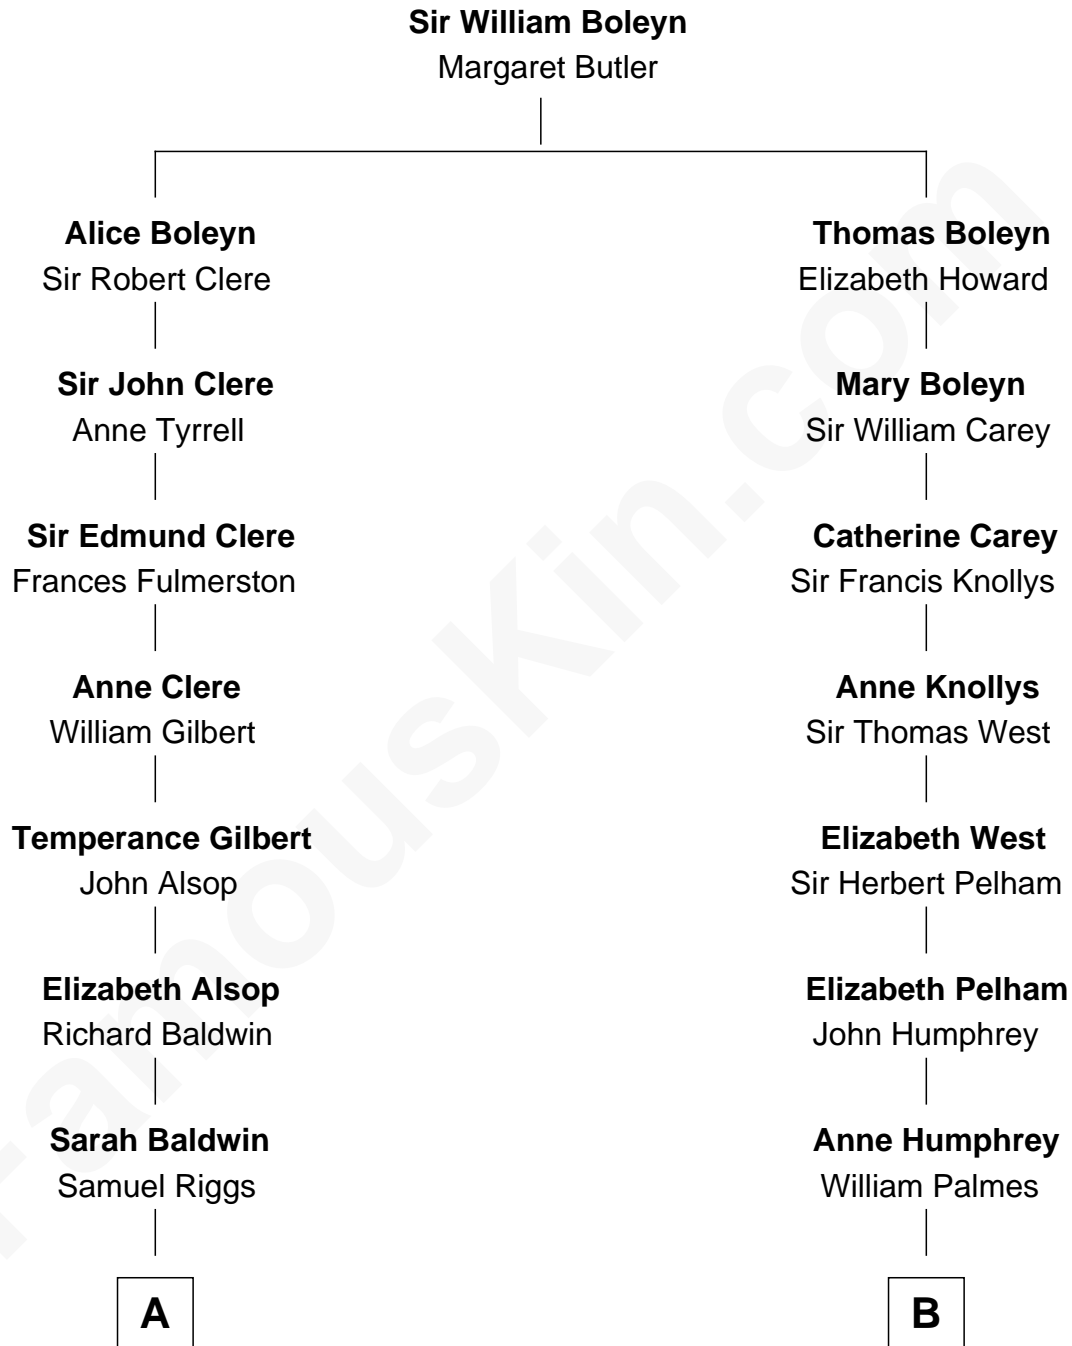 Sir William Boleyn
Margaret Butler
Alice Boleyn
Sir Robert Clere
Thomas Boleyn
Elizabeth Howard
Sir John Clere
Anne Tyrrell
Mary Boleyn
Sir William Carey
Sir Edmund Clere
Frances Fulmerston
Catherine Carey
Sir Francis Knollys
Anne Clere
William Gilbert
Anne Knollys
Sir Thomas West
Temperance Gilbert
John Alsop
Elizabeth West
Sir Herbert Pelham
Elizabeth Alsop
Richard Baldwin
Elizabeth Pelham
John Humphrey
Sarah Baldwin
Samuel Riggs
Anne Humphrey
William Palmes
A
B
FamousKin.com